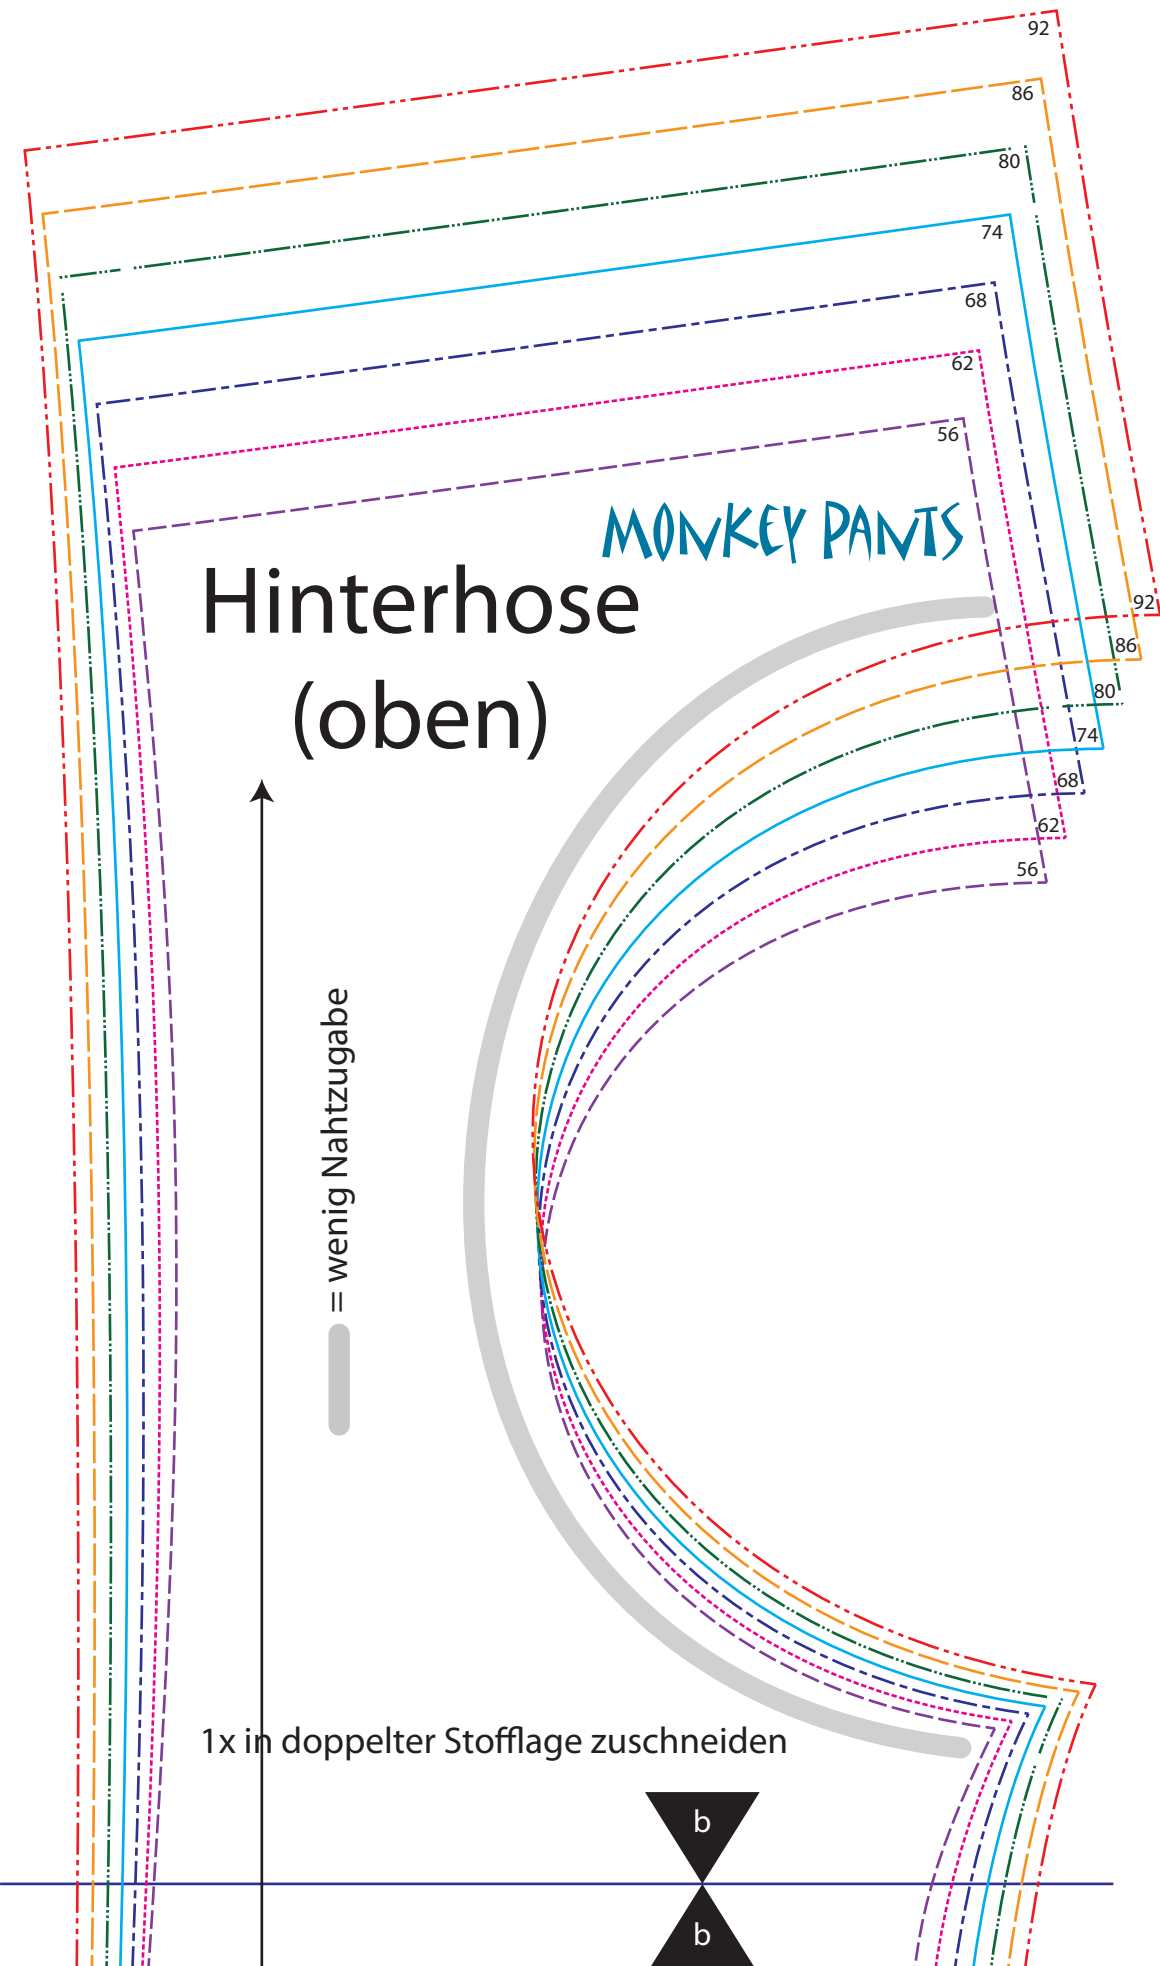 92
86
80
74
68
62
56
MONKEY PANTS
Hinterhose
(oben)
92
86
80
74
68
62
56
= wenig Nahtzugabe
1x in doppelter Stofflage zuschneiden
b
b